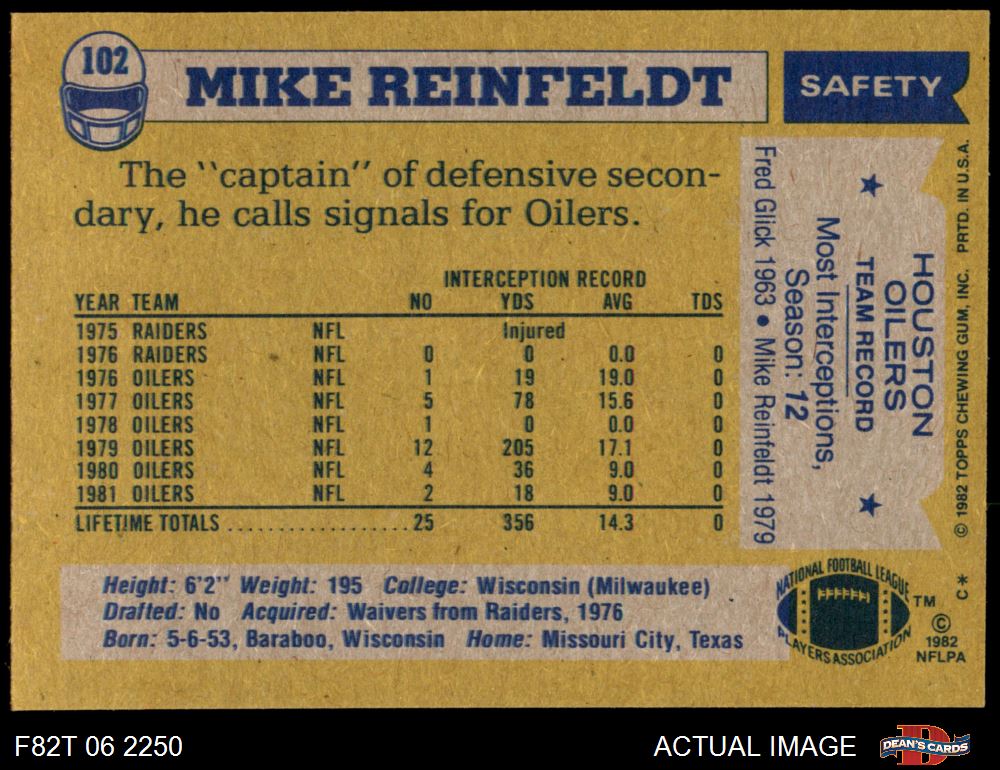 102
MIKE REINFELDT
SAFETY
The "captain" of defensive secon-
dary, he calls signals for Oilers.
INTERCEPTION RECORD
YEAR TEAM NO YDS AVG TDS
1975 RAIDERS NFL Injured
1976 RAIDERS NFL 0 0 0.0 0
1976 OILERS NFL 1 19 19.0 0
1977 OILERS NFL 5 78 15.6 0
1978 OILERS NFL 1 0 0.0 0
1979 OILERS NFL 12 205 17.1 0
1980 OILERS NFL 4 36 9.0 0
1981 OILERS NFL 2 18 9.0 0
LIFETIME TOTALS .................. 25 356 14.3 0
Height: 6'2" Weight: 195 College: Wisconsin (Milwaukee)
Drafted: No Acquired: Waivers from Raiders, 1976
Born: 5-6-53, Baraboo, Wisconsin Home: Missouri City, Texas
HOUSTON
OILERS
★ TEAM RECORD ★
Most Interceptions,
Season: 12
Fred Glick 1963 • Mike Reinfeldt 1979
© 1982 TOPPS CHEWING GUM, INC. PRTD. IN U.S.A.
C*
NATIONAL FOOTBALL LEAGUE
PLAYERS ASSOCIATION
TM
©
1982
NFLPA
F82T 06 2250
ACTUAL IMAGE
D
DEAN'S CARDS